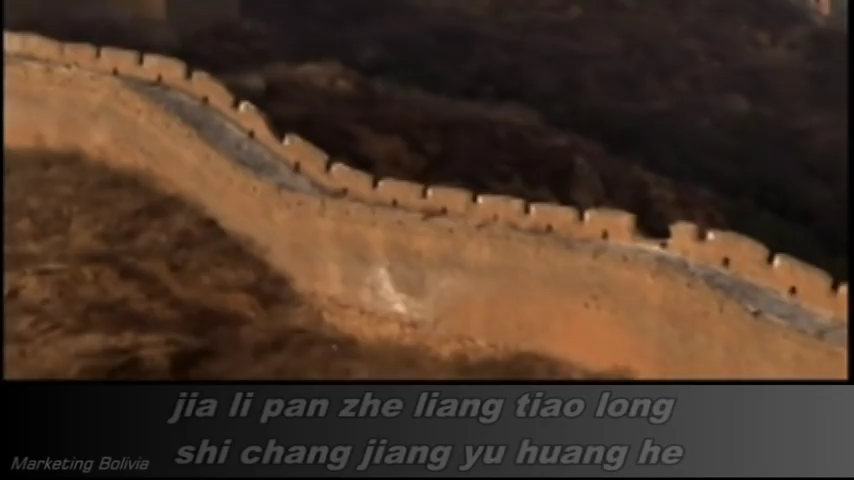 jia li pan zhe liang tiao long
shi chang jiang yu huang he
Marketing Bolivia